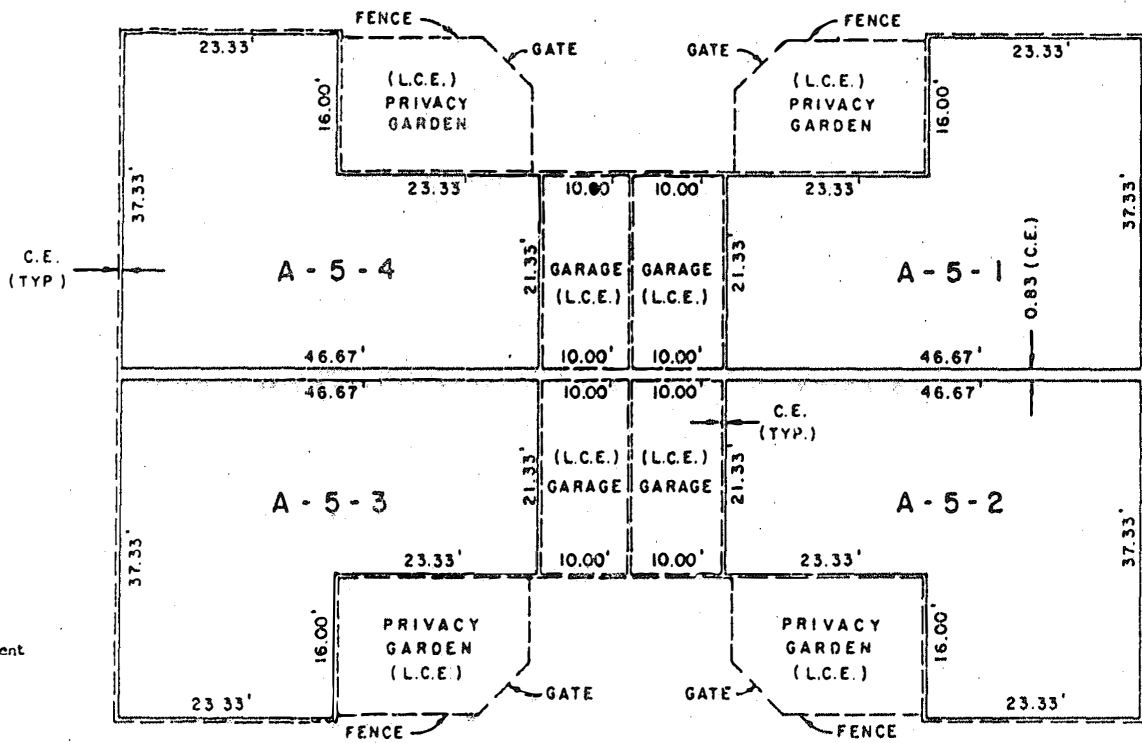 FENCE
FENCE
23.33'
GATE
GATE
23.33'
(L.C.E.)
PRIVACY
GARDEN
(L.C.E.)
PRIVACY
GARDEN
16.00'
16.00'
37.33'
23.33'
10.00'
10.00'
23.33'
37.33'
C.E.
(TYP)
A - 5 - 4
21.33'
GARAGE
(L.C.E.)
GARAGE
(L.C.E.)
21.33'
A - 5 - 1
0.83 (C.E.)
46.67'
10.00'
10.00'
46.67'
46.67'
10.00'
10.00'
46.67'
C.E.
(TYP.)
37.33'
A - 5 - 3
21.33'
(L.C.E.)
GARAGE
(L.C.E.)
GARAGE
21.33'
A - 5 - 2
37.33'
23.33'
10.00'
10.00'
23.33'
16.00'
PRIVACY
GARDEN
(L.C.E.)
PRIVACY
GARDEN
(L.C.E.)
16.00'
23 33'
GATE
GATE
23.33'
FENCE
FENCE